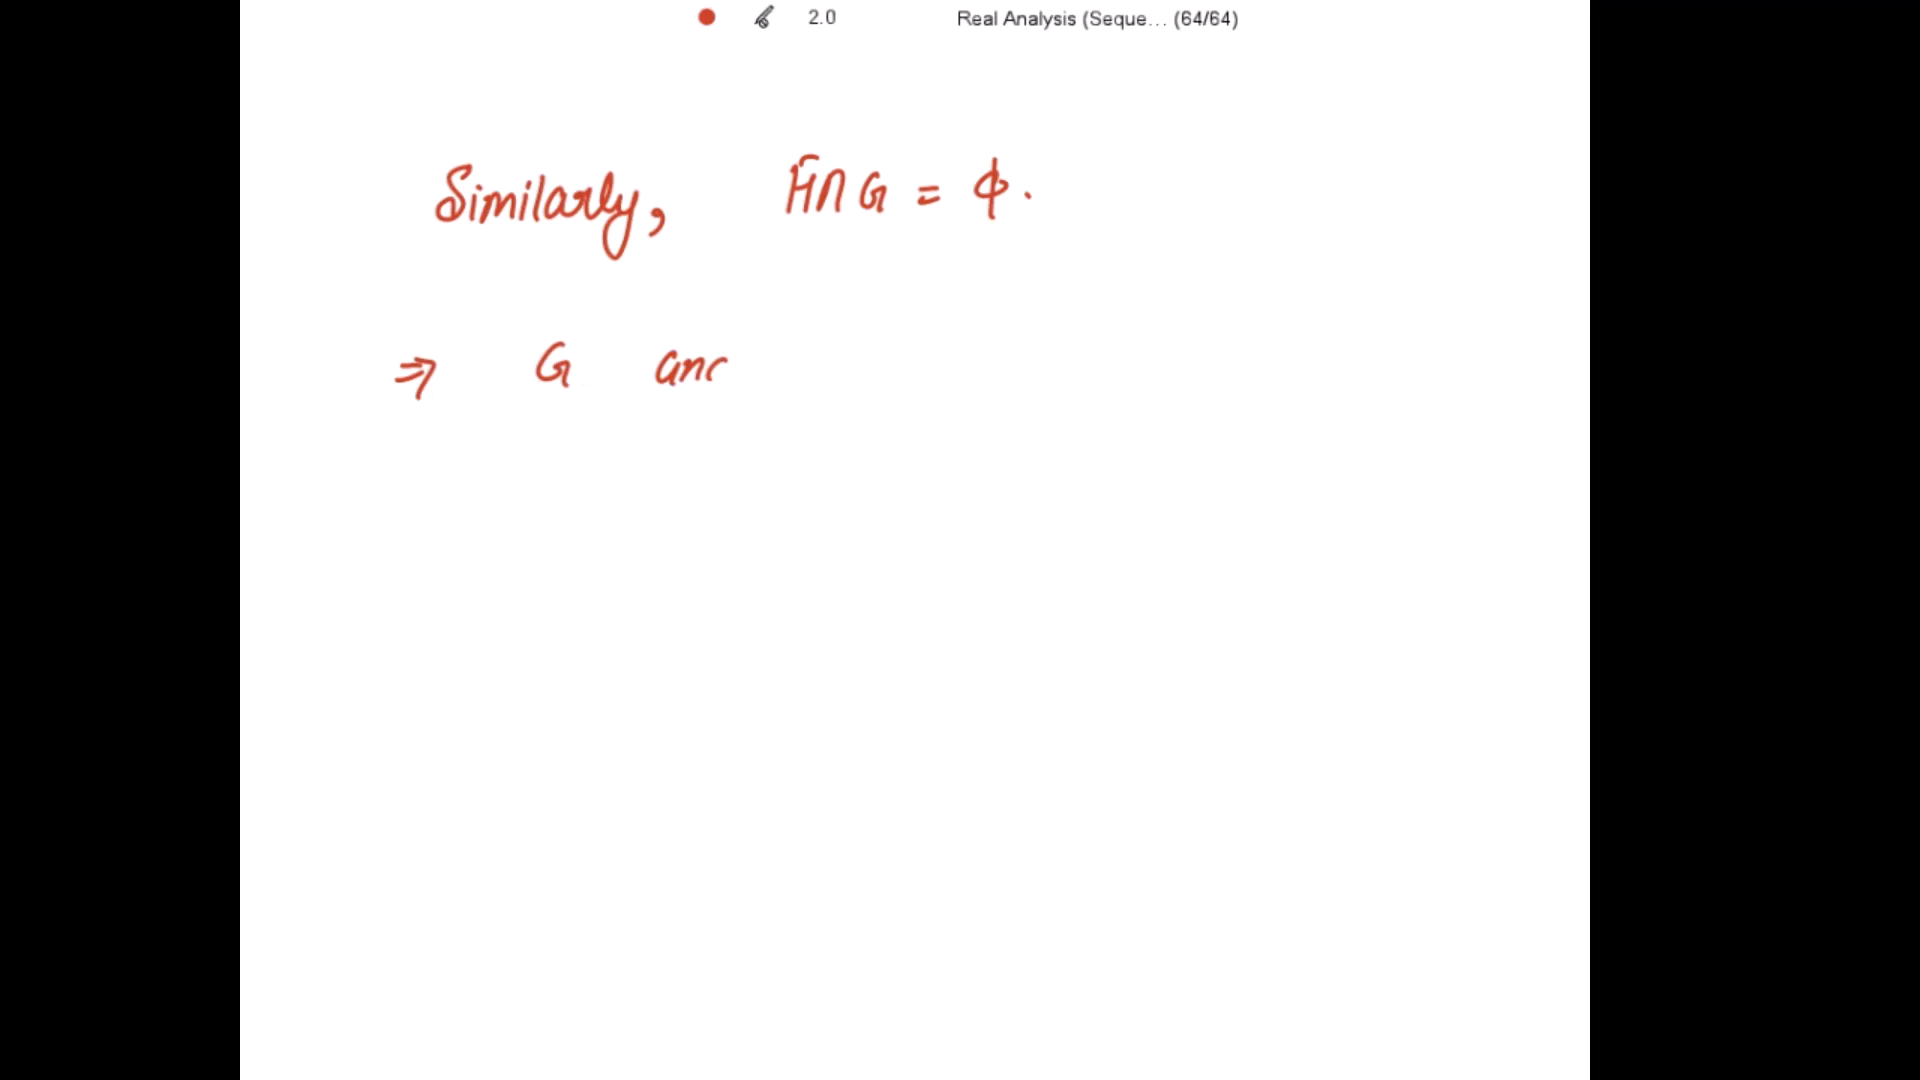 2.0 Real Analysis (Seque... (64/64)
Similarly, H̄∩G = ϕ.
⇒ G anc